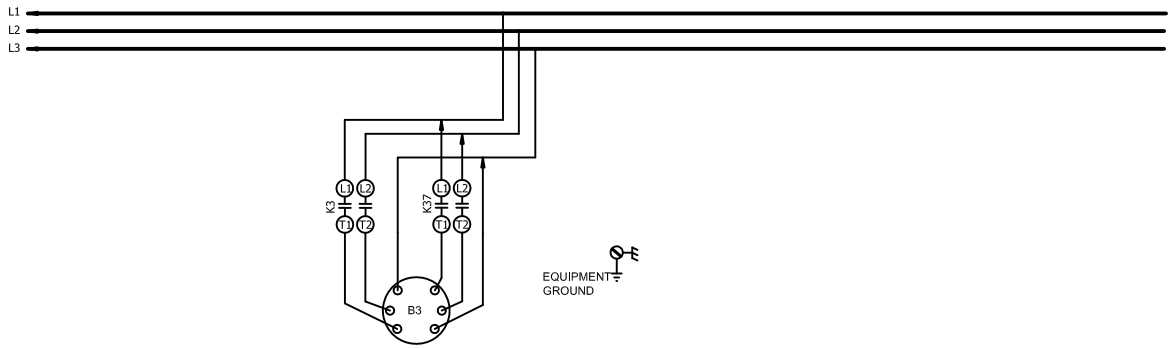 L1
L2
L3
L1 L2 L1 L2
K3 K37
T1 T2 T1 T2
EQUIPMENT
GROUND
B3